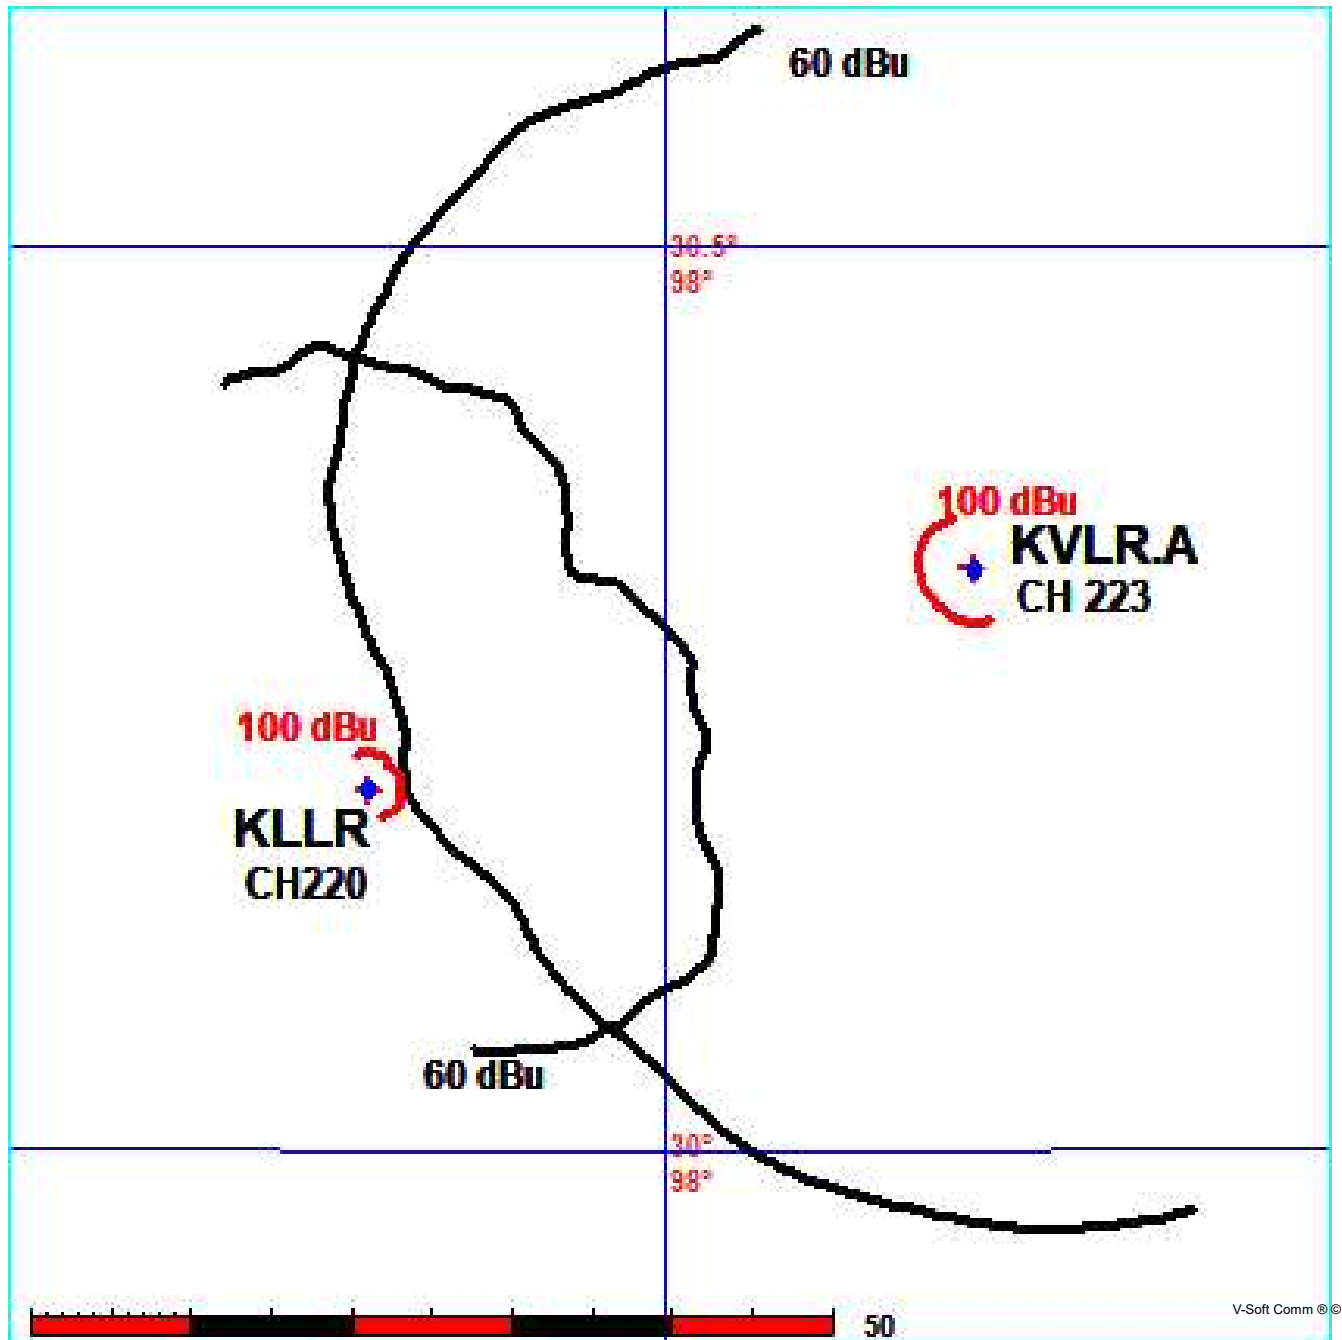 60 dBu
30.5°
98°
100 dBu
KVLR.A
CH 223
100 dBu
KLLR
CH220
60 dBu
30°
98°
50
V-Soft Comm ® ©